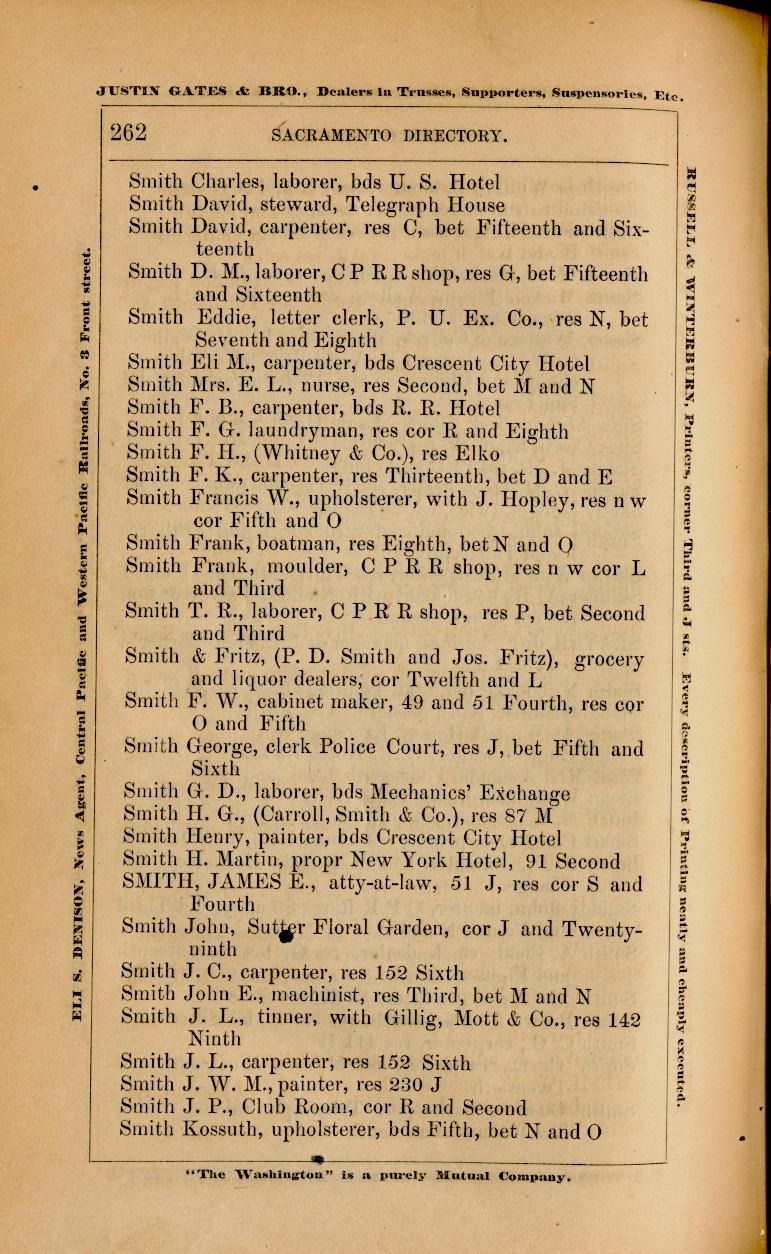 JUSTIN GATES & BRO., Dealers in Trusses, Supporters, Suspensories, Etc.
262 SACRAMENTO DIRECTORY.
Smith Charles, laborer, bds U. S. Hotel
Smith David, steward, Telegraph House
Smith David, carpenter, res C, bet Fifteenth and Six-
teenth
Smith D. M., laborer, C P R R shop, res G, bet Fifteenth
and Sixteenth
Smith Eddie, letter clerk, P. U. Ex. Co., res N, bet
Seventh and Eighth
Smith Eli M., carpenter, bds Crescent City Hotel
Smith Mrs. E. L., nurse, res Second, bet M and N
Smith F. B., carpenter, bds R. R. Hotel
Smith F. G. laundryman, res cor R and Eighth
Smith F. H., (Whitney & Co.), res Elko
Smith F. K., carpenter, res Thirteenth, bet D and E
Smith Francis W., upholsterer, with J. Hopley, res n w
cor Fifth and O
Smith Frank, boatman, res Eighth, bet N and O
Smith Frank, moulder, C P R R shop, res n w cor L
and Third
Smith T. R., laborer, C P R R shop, res P, bet Second
and Third
Smith & Fritz, (P. D. Smith and Jos. Fritz), grocery
and liquor dealers, cor Twelfth and L
Smith F. W., cabinet maker, 49 and 51 Fourth, res cor
O and Fifth
Smith George, clerk Police Court, res J, bet Fifth and
Sixth
Smith G. D., laborer, bds Mechanics' Exchange
Smith H. G., (Carroll, Smith & Co.), res 87 M
Smith Henry, painter, bds Crescent City Hotel
Smith H. Martin, propr New York Hotel, 91 Second
SMITH, JAMES E., atty-at-law, 51 J, res cor S and
Fourth
Smith John, Sutter Floral Garden, cor J and Twenty-
ninth
Smith J. C., carpenter, res 152 Sixth
Smith John E., machinist, res Third, bet M and N
Smith J. L., tinner, with Gillig, Mott & Co., res 142
Ninth
Smith J. L., carpenter, res 152 Sixth
Smith J. W. M., painter, res 230 J
Smith J. P., Club Room, cor R and Second
Smith Kossuth, upholsterer, bds Fifth, bet N and O
"The Washington" is a purely Mutual Company.
ELI S. DENISON, News Agent, Central Pacific and Western Pacific Railroads, No. 3 Front street.
RUSSELL & WINTERBURN, Printers, corner Third and J sts. Every description of Printing neatly and cheaply executed.